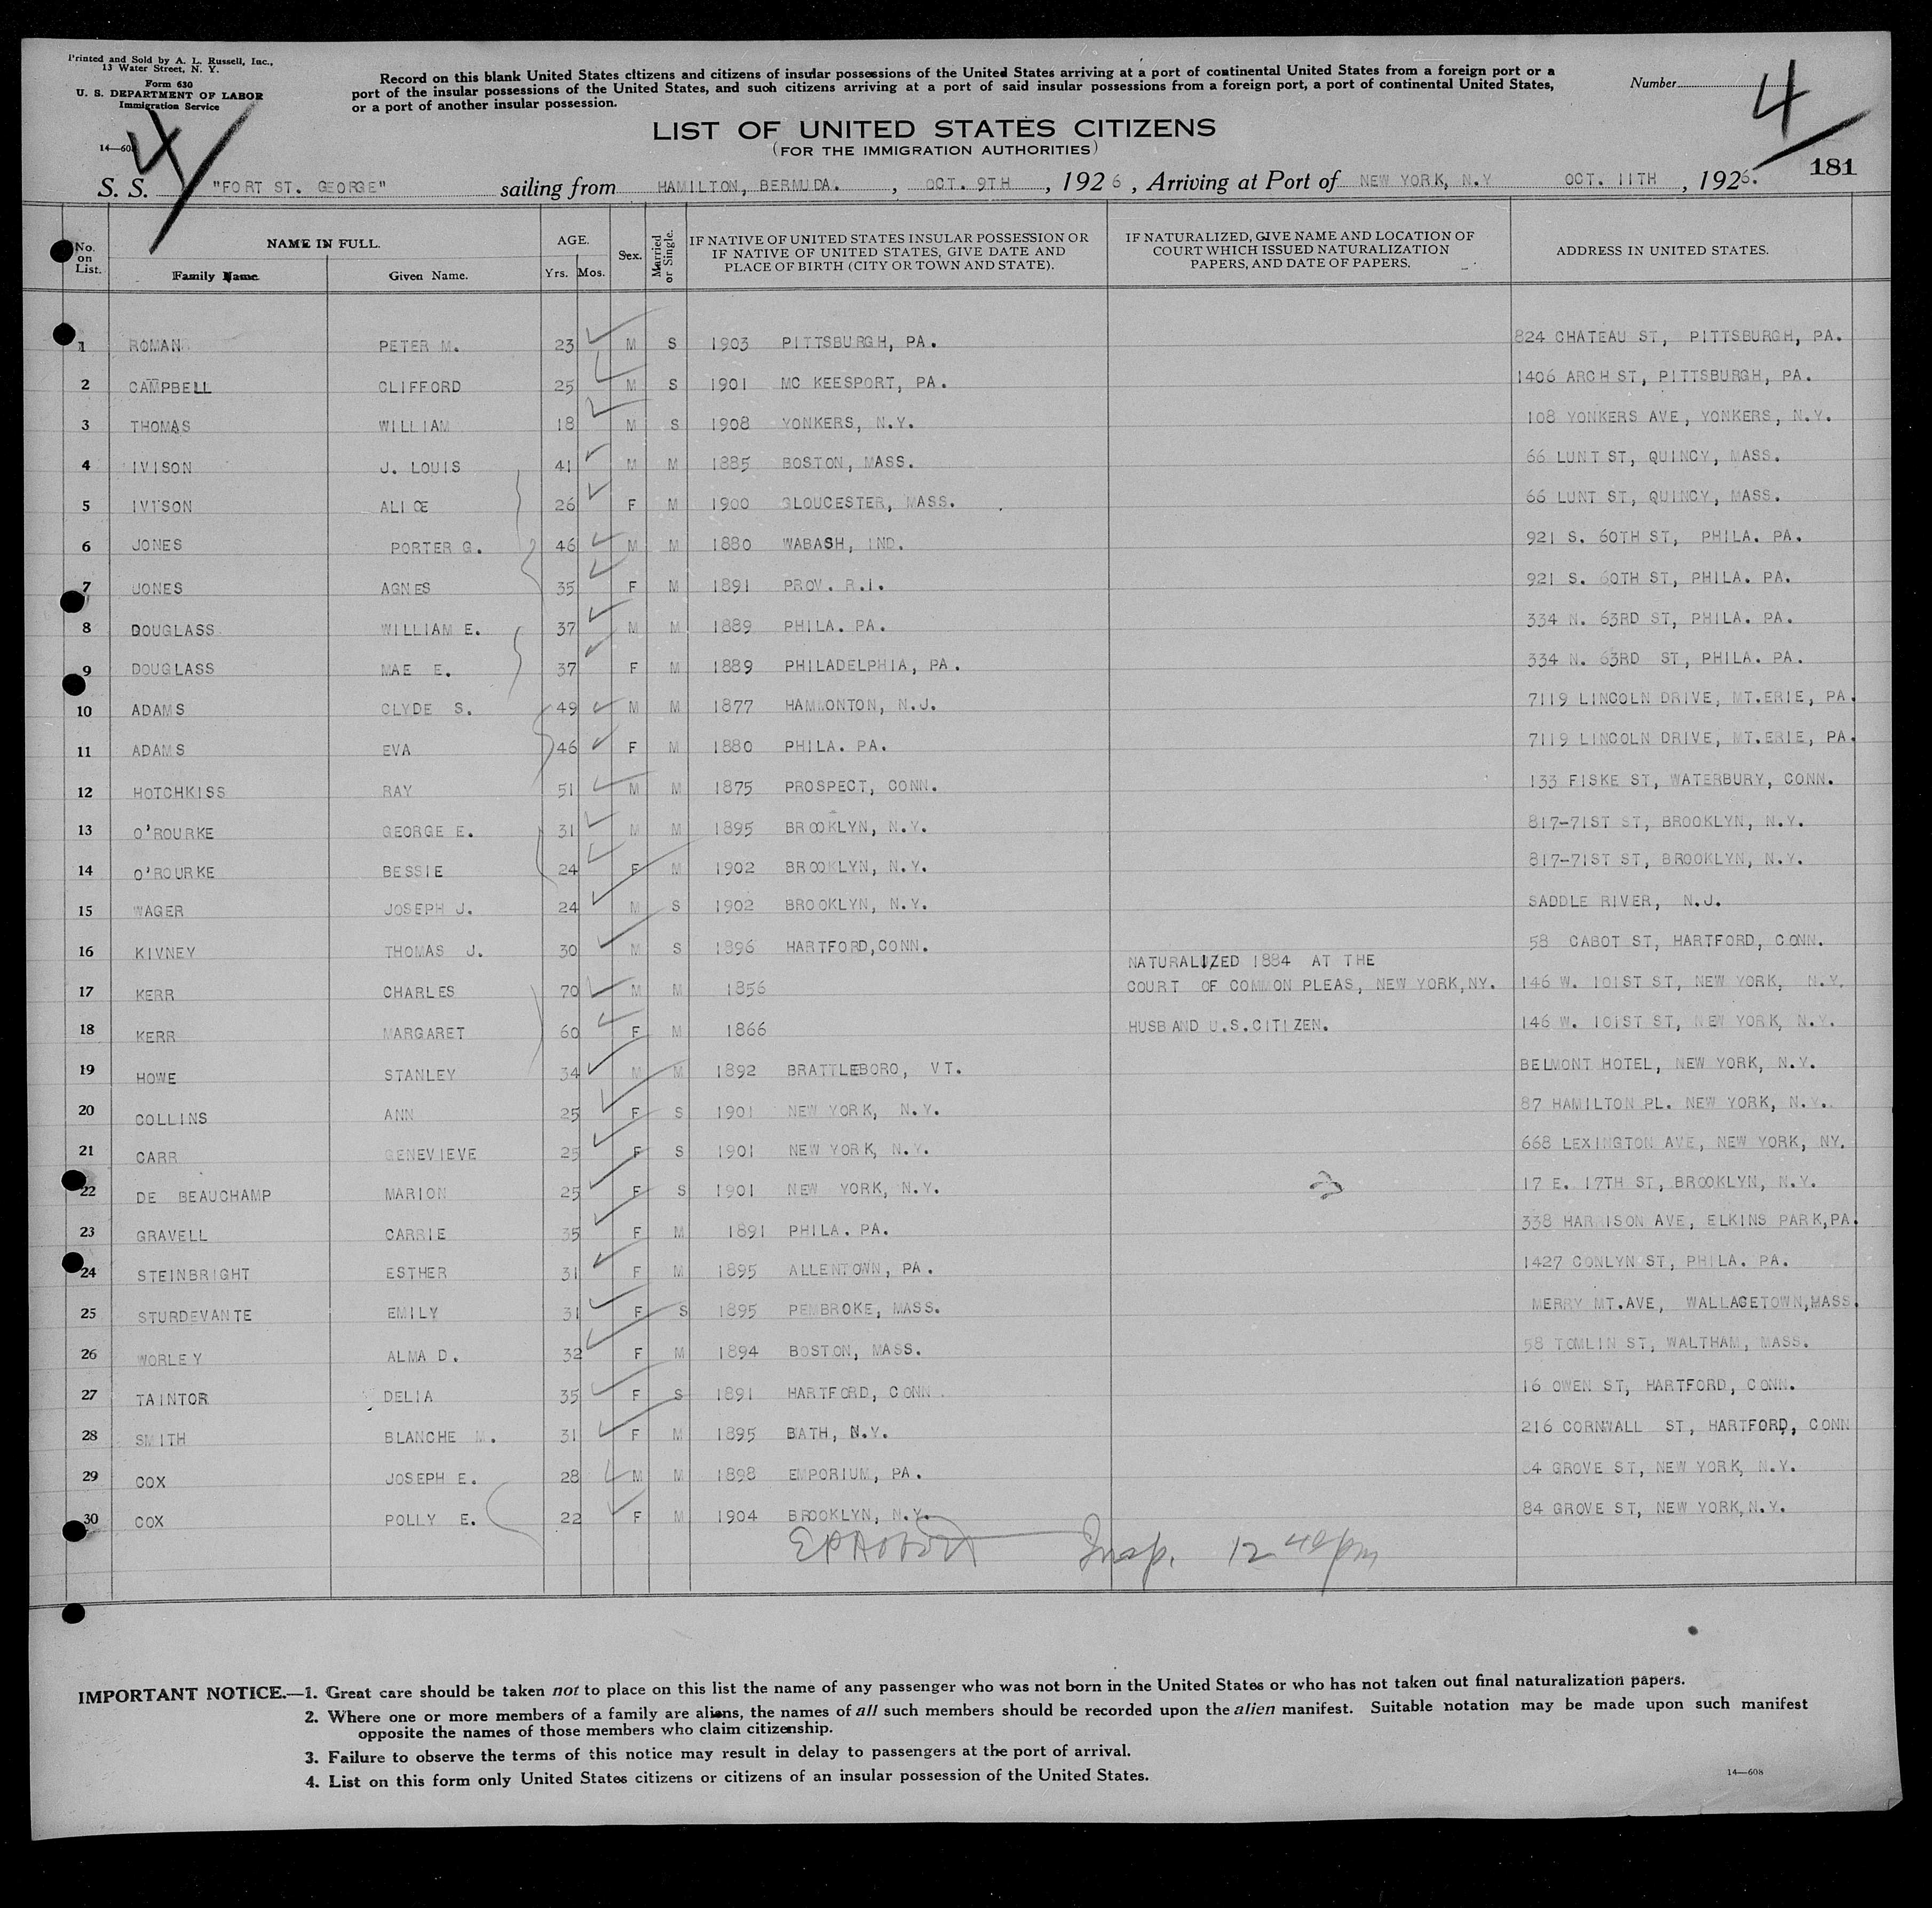 Printed and Sold by A. L. Russell, Inc.,
13 Water Street, N. Y.
Form 630
U. S. DEPARTMENT OF LABOR
Immigration Service
14—608
4
Record on this blank United States citizens and citizens of insular possessions of the United States arriving at a port of continental United States from a foreign port or a
port of the insular possessions of the United States, and such citizens arriving at a port of said insular possessions from a foreign port, a port of continental United States,
or a port of another insular possession.
Number 4
LIST OF UNITED STATES CITIZENS
(FOR THE IMMIGRATION AUTHORITIES)
181
S. S. "FORT ST. GEORGE" sailing from HAMILTON, BERMUDA. , OCT. 9TH , 1926 , Arriving at Port of NEW YORK, N.Y OCT. 11TH , 1926.
No. on List. NAME IN FULL. Family Name Given Name. AGE. Yrs. Mos. Sex. Married or Single. IF NATIVE OF UNITED STATES INSULAR POSSESSION OR IF NATIVE OF UNITED STATES, GIVE DATE AND PLACE OF BIRTH (CITY OR TOWN AND STATE). IF NATURALIZED, GIVE NAME AND LOCATION OF COURT WHICH ISSUED NATURALIZATION PAPERS, AND DATE OF PAPERS. ADDRESS IN UNITED STATES.
1 ROMAN PETER M. 23 M S 1903 PITTSBURGH, PA. 824 CHATEAU ST, PITTSBURGH, PA.
2 CAMPBELL CLIFFORD 25 M S 1901 MC KEESPORT, PA. 1406 ARCH ST, PITTSBURGH, PA.
3 THOMAS WILLIAM 18 M S 1908 YONKERS, N.Y. 108 YONKERS AVE, YONKERS, N.Y.
4 IVISON J. LOUIS 41 M M 1885 BOSTON, MASS. 66 LUNT ST, QUINCY, MASS.
5 IVISON ALICE 26 F M 1900 GLOUCESTER, MASS. 66 LUNT ST, QUINCY, MASS.
6 JONES PORTER G. 46 M M 1880 WABASH, IND. 921 S. 60TH ST, PHILA. PA.
7 JONES AGNES 35 F M 1891 PROV. R.I. 921 S. 60TH ST, PHILA. PA.
8 DOUGLASS WILLIAM E. 37 M M 1889 PHILA. PA. 334 N. 63RD ST, PHILA. PA.
9 DOUGLASS MAE E. 37 F M 1889 PHILADELPHIA, PA. 334 N. 63RD ST, PHILA. PA.
10 ADAMS CLYDE S. 49 M M 1877 HAMMONTON, N.J. 7119 LINCOLN DRIVE, MT.ERIE, PA.
11 ADAMS EVA 46 F M 1880 PHILA. PA. 7119 LINCOLN DRIVE, MT.ERIE, PA.
12 HOTCHKISS RAY 51 M M 1875 PROSPECT, CONN. 133 FISKE ST, WATERBURY, CONN.
13 O'ROURKE GEORGE E. 31 M M 1895 BROOKLYN, N.Y. 817-71ST ST, BROOKLYN, N.Y.
14 O'ROURKE BESSIE 24 F M 1902 BROOKLYN, N.Y. 817-71ST ST, BROOKLYN, N.Y.
15 WAGER JOSEPH J. 24 M S 1902 BROOKLYN, N.Y. SADDLE RIVER, N.J.
16 KIVNEY THOMAS J. 30 M S 1896 HARTFORD,CONN. 58 CABOT ST, HARTFORD, CONN.
NATURALIZED 1884 AT THE
17 KERR CHARLES 70 M M 1856 COURT OF COMMON PLEAS, NEW YORK,NY. 146 W. 101ST ST, NEW YORK, N.Y.
18 KERR MARGARET 60 F M 1866 HUSBAND U.S.CITIZEN. 146 W. 101ST ST, NEW YORK, N.Y.
19 HOWE STANLEY 34 M M 1892 BRATTLEBORO, VT. BELMONT HOTEL, NEW YORK, N.Y.
20 COLLINS ANN 25 F S 1901 NEW YORK, N.Y. 87 HAMILTON PL. NEW YORK, N.Y.
21 CARR GENEVIEVE 25 F S 1901 NEW YORK, N.Y. 668 LEXINGTON AVE, NEW YORK, NY.
22 DE BEAUCHAMP MARION 25 F S 1901 NEW YORK, N.Y. 17 E. 17TH ST, BROOKLYN, N.Y.
23 GRAVELL CARRIE 35 F M 1891 PHILA. PA. 338 HARRISON AVE, ELKINS PARK,PA.
24 STEINBRIGHT ESTHER 31 F M 1895 ALLENTOWN, PA. 1427 CONLYN ST, PHILA. PA.
25 STURDEVANTE EMILY 31 F S 1895 PEMBROKE, MASS. MERRY MT.AVE, WALLAGETOWN,MASS.
26 WORLEY ALMA D. 32 F M 1894 BOSTON, MASS. 58 TOMLIN ST, WALTHAM, MASS.
27 TAINTOR DELIA 35 F S 1891 HARTFORD, CONN. 16 OWEN ST, HARTFORD, CONN.
28 SMITH BLANCHE M. 31 F M 1895 BATH, N.Y. 216 CORNWALL ST, HARTFORD, CONN
29 COX JOSEPH E. 28 M M 1898 EMPORIUM, PA. 84 GROVE ST, NEW YORK, N.Y.
30 COX POLLY E. 22 F M 1904 BROOKLYN, N.Y. 84 GROVE ST, NEW YORK,N.Y.
Insp. 12 40 pm
IMPORTANT NOTICE.—1. Great care should be taken not to place on this list the name of any passenger who was not born in the United States or who has not taken out final naturalization papers.
2. Where one or more members of a family are aliens, the names of all such members should be recorded upon the alien manifest. Suitable notation may be made upon such manifest
opposite the names of those members who claim citizenship.
3. Failure to observe the terms of this notice may result in delay to passengers at the port of arrival.
4. List on this form only United States citizens or citizens of an insular possession of the United States.
14—608